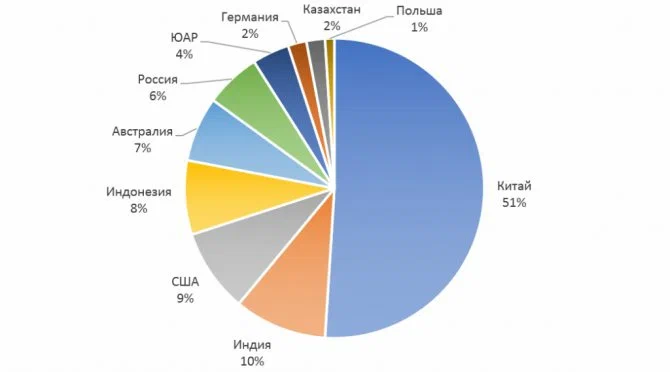 Казахстан
2%
Польша
1%
Германия
2%
ЮАР
4%
Россия
6%
Австралия
7%
Индонезия
8%
США
9%
Индия
10%
Китай
51%